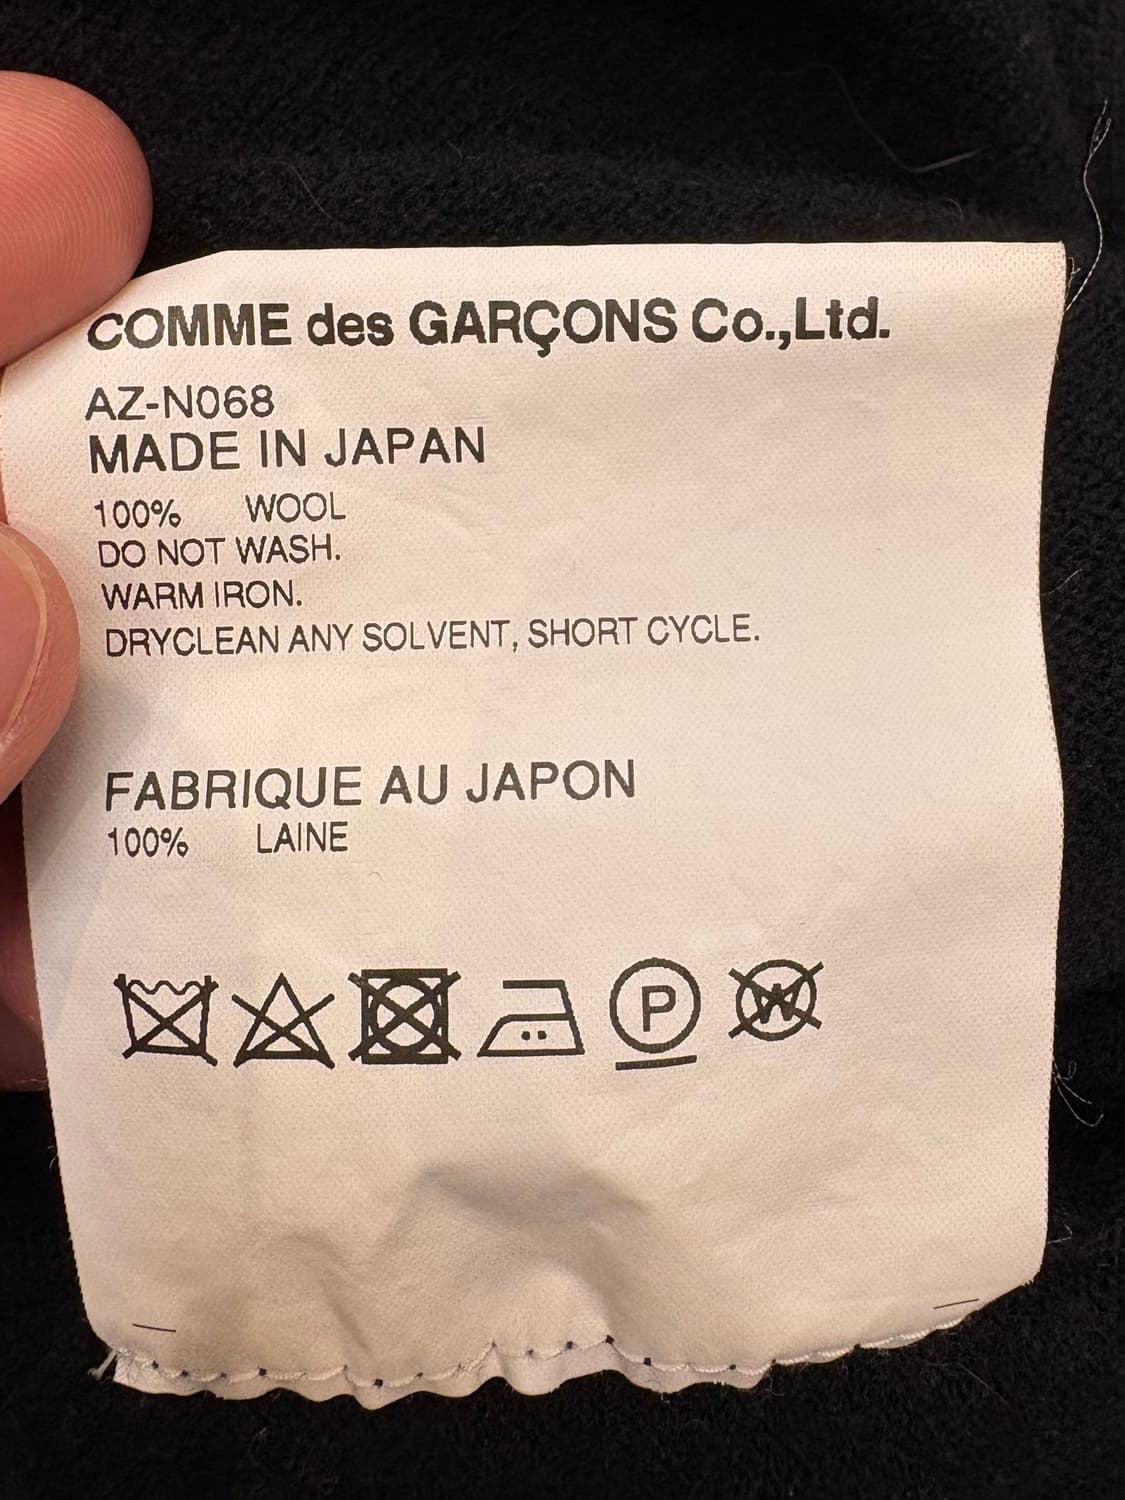 COMME des GARÇONS Co.,Ltd.
AZ-N068
MADE IN JAPAN
100% WOOL
DO NOT WASH.
WARM IRON.
DRYCLEAN ANY SOLVENT, SHORT CYCLE.
FABRIQUE AU JAPON
100% LAINE
P W